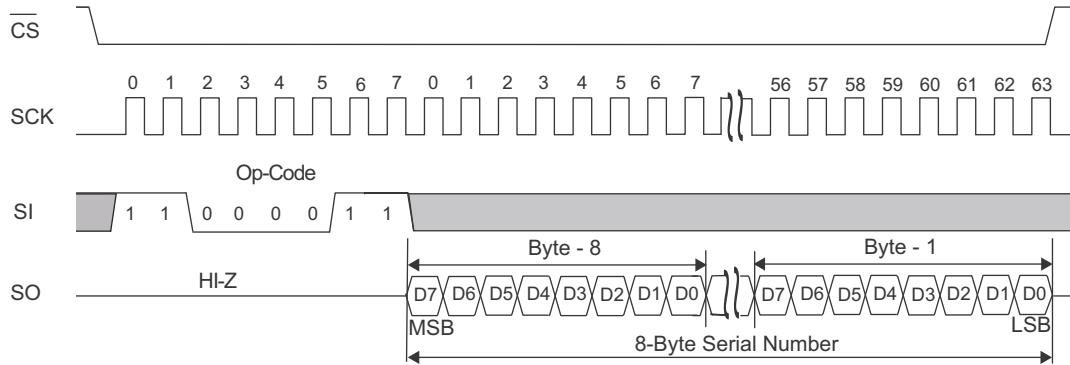 CS
0 1 2 3 4 5 6 7 0 1 2 3 4 5 6 7 56 57 58 59 60 61 62 63
SCK
Op-Code
SI 1 1 0 0 0 0 1 1
Byte - 8 Byte - 1
HI-Z
SO D7 D6 D5 D4 D3 D2 D1 D0 D7 D6 D5 D4 D3 D2 D1 D0
MSB LSB
8-Byte Serial Number